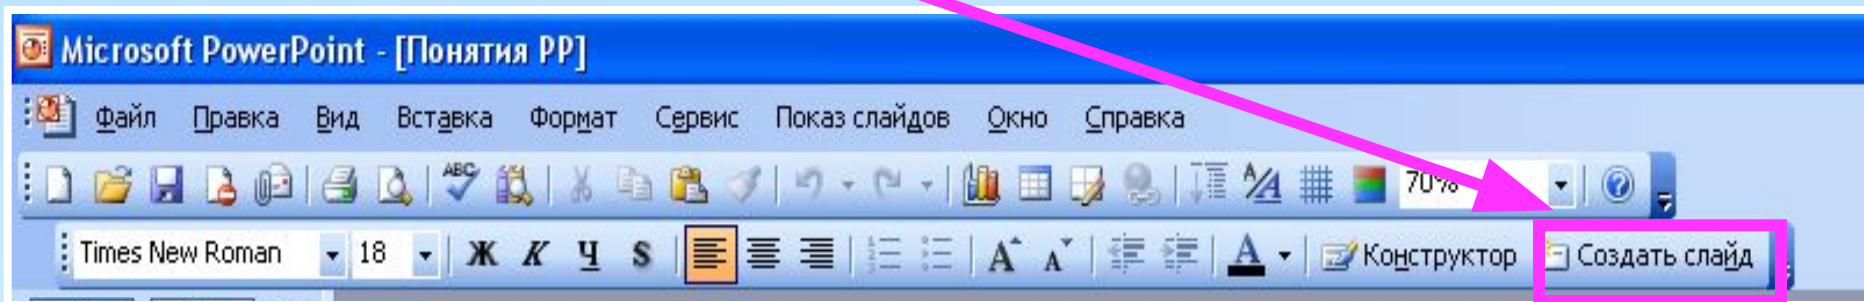 Microsoft PowerPoint - [Понятия PP]
Файл Правка Вид Вставка Формат Сервис Показ слайдов Окно Справка
ABC A 70%
Times New Roman 18 Ж К Ч S A A A Конструктор Создать слайд